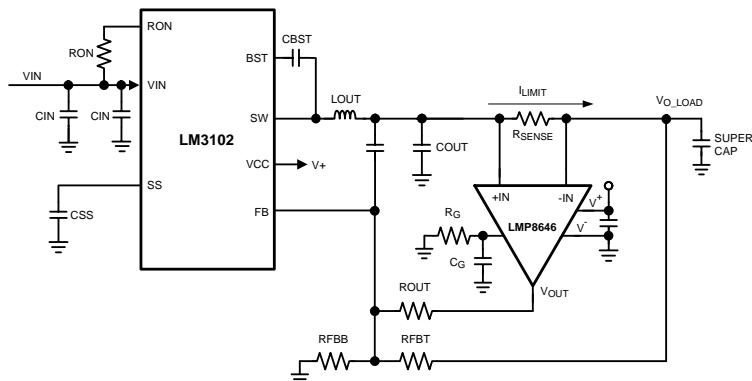 RON
CBST
RON
BST
ILIMIT
VIN
VIN
LOUT
VO_LOAD
CIN
CIN
SW
SUPER
CAP
LM3102
COUT
RSENSE
VCC
V+
+IN
-IN
SS
RG
V+
LMP8646
CSS
FB
V-
CG
VOUT
ROUT
RFBB
RFBT